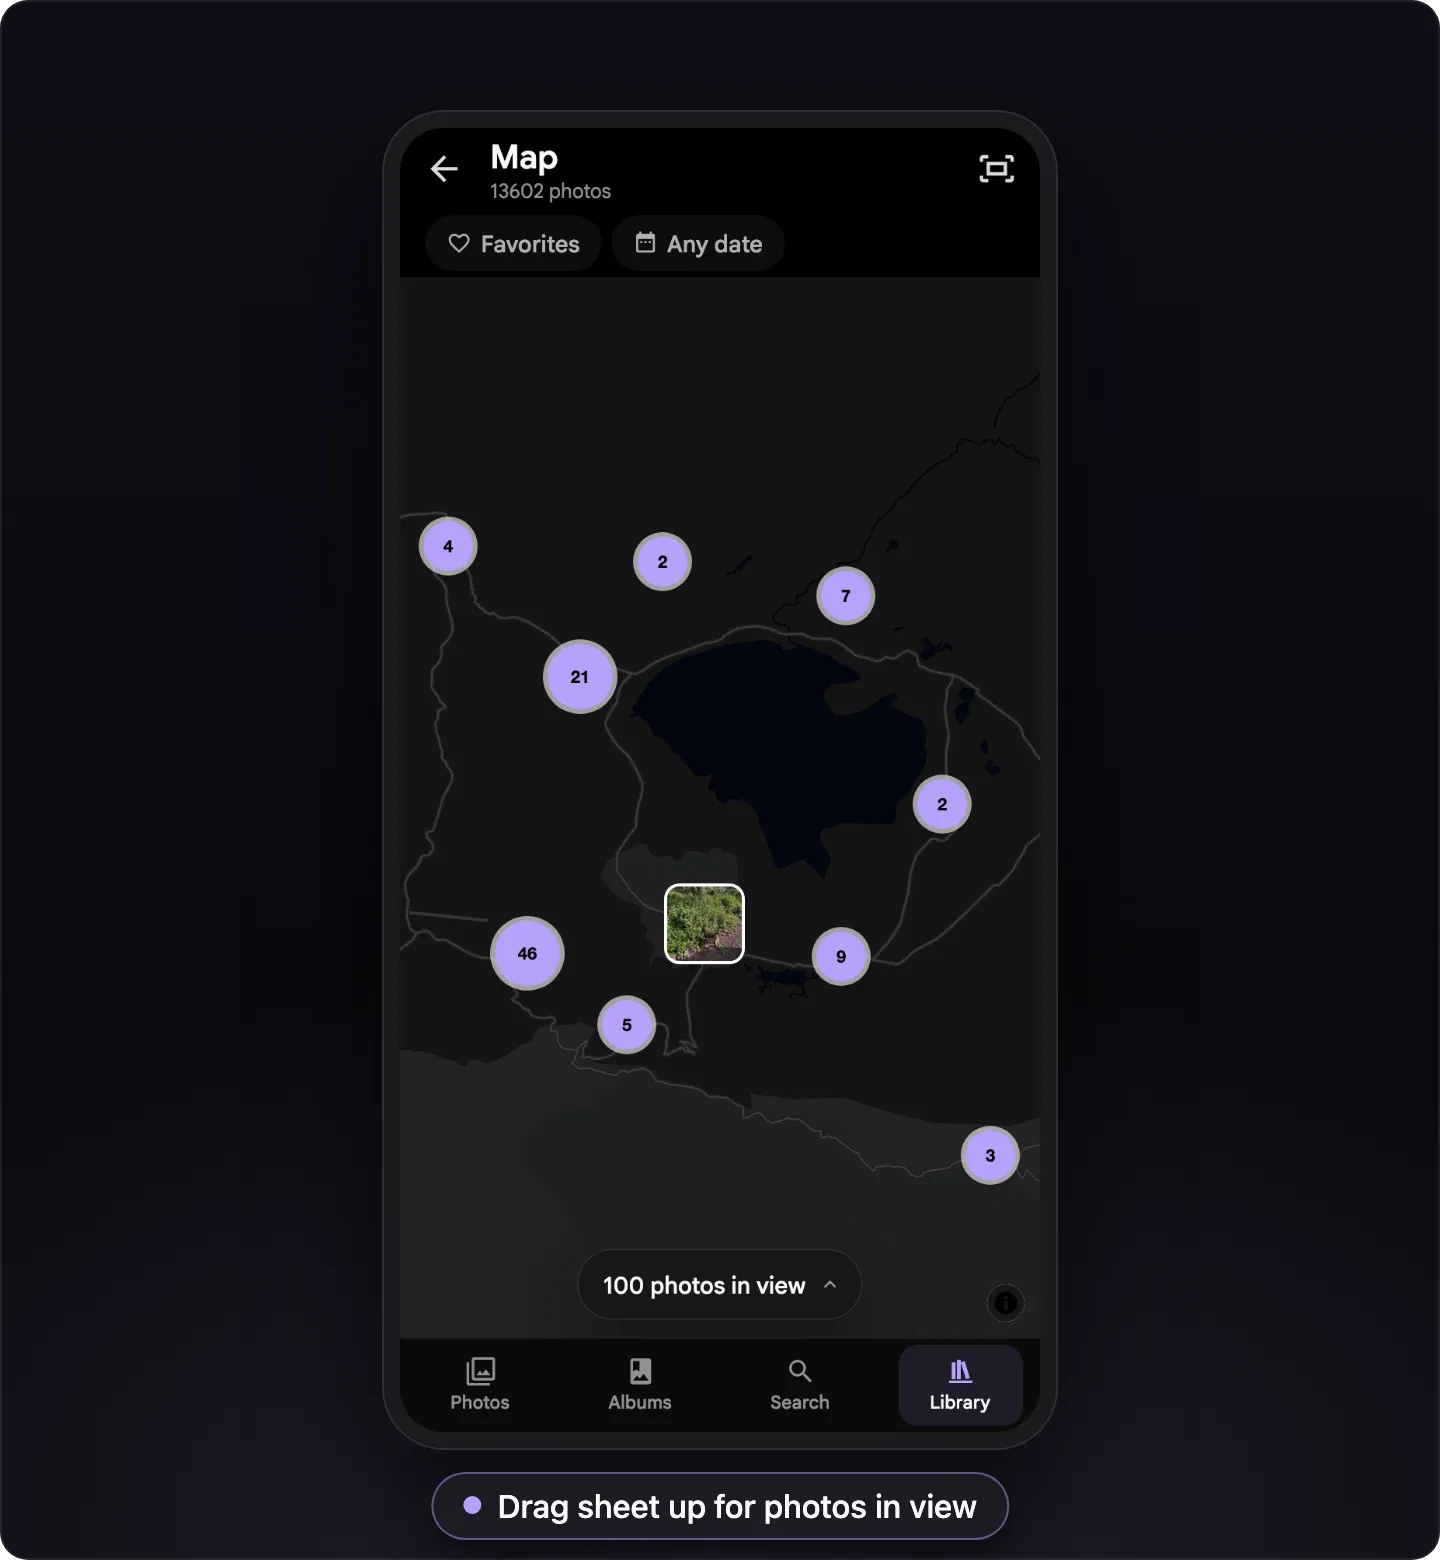 Map
13602 photos
Favorites
Any date
4
2
7
21
2
46
9
5
3
100 photos in view
Photos
Albums
Search
Library
Drag sheet up for photos in view